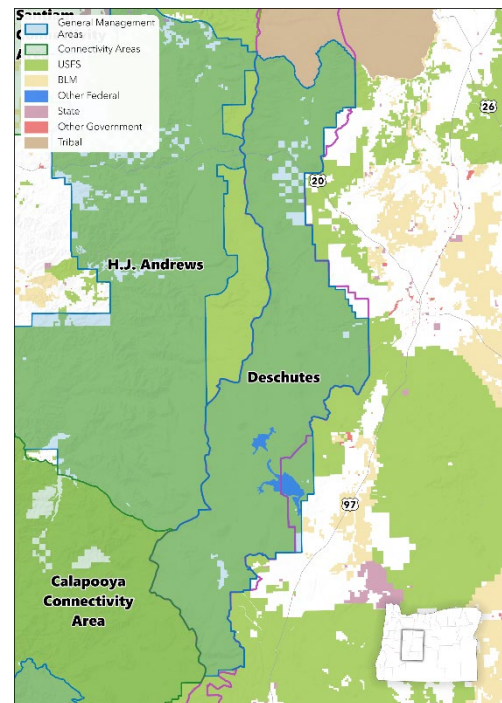 Santiam
General Management
Areas
Connectivity Areas
USFS
BLM
Other Federal
State
Other Government
Tribal
26
20
H.J. Andrews
Deschutes
97
Calapooya
Connectivity
Area